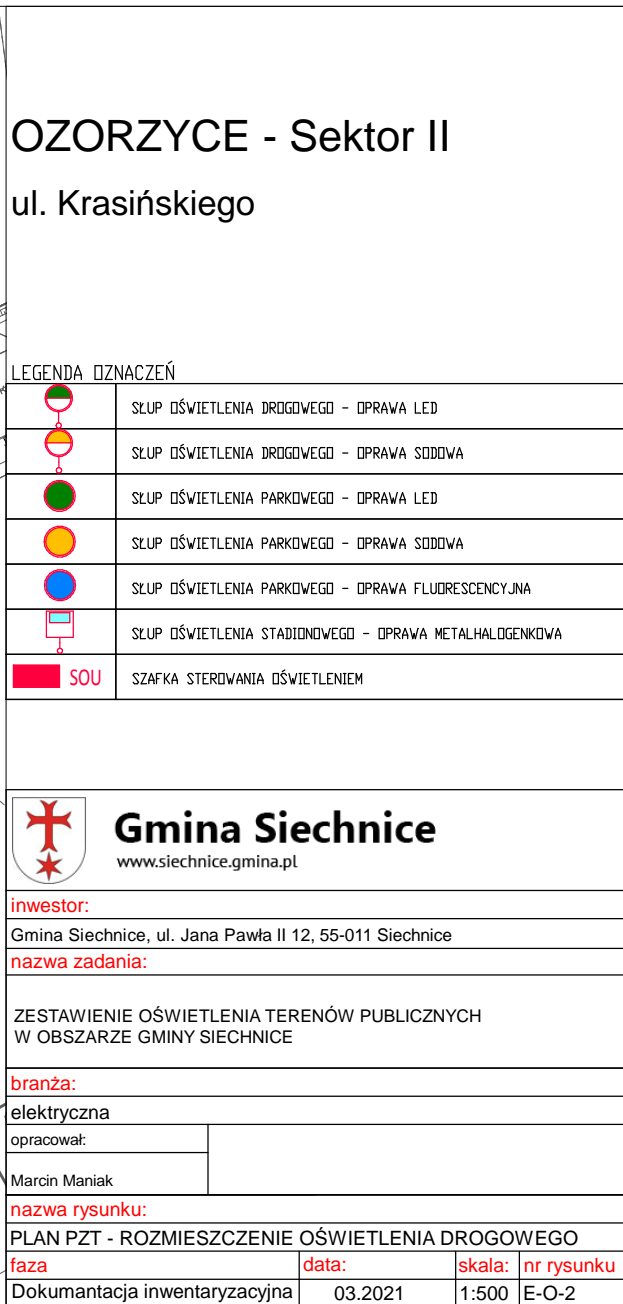 OZORZYCE - Sektor II
ul. Krasińskiego
LEGENDA OZNACZEŃ
SŁUP OŚWIETLENIA DROGOWEGO - OPRAWA LED
SŁUP OŚWIETLENIA DROGOWEGO - OPRAWA SODOWA
SŁUP OŚWIETLENIA PARKOWEGO - OPRAWA LED
SŁUP OŚWIETLENIA PARKOWEGO - OPRAWA SODOWA
SŁUP OŚWIETLENIA PARKOWEGO - OPRAWA FLUORESCENCYJNA
SŁUP OŚWIETLENIA STADIONOWEGO - OPRAWA METALHALOGENKOWA
SOU SZAFKA STEROWANIA OŚWIETLENIEM
Gmina Siechnice
www.siechnice.gmina.pl
inwestor:
Gmina Siechnice, ul. Jana Pawła II 12, 55-011 Siechnice
nazwa zadania:
ZESTAWIENIE OŚWIETLENIA TERENÓW PUBLICZNYCH
W OBSZARZE GMINY SIECHNICE
branża:
elektryczna
opracował:
Marcin Maniak
nazwa rysunku:
PLAN PZT - ROZMIESZCZENIE OŚWIETLENIA DROGOWEGO
faza data: skala: nr rysunku
Dokumantacja inwentaryzacyjna 03.2021 1:500 E-O-2